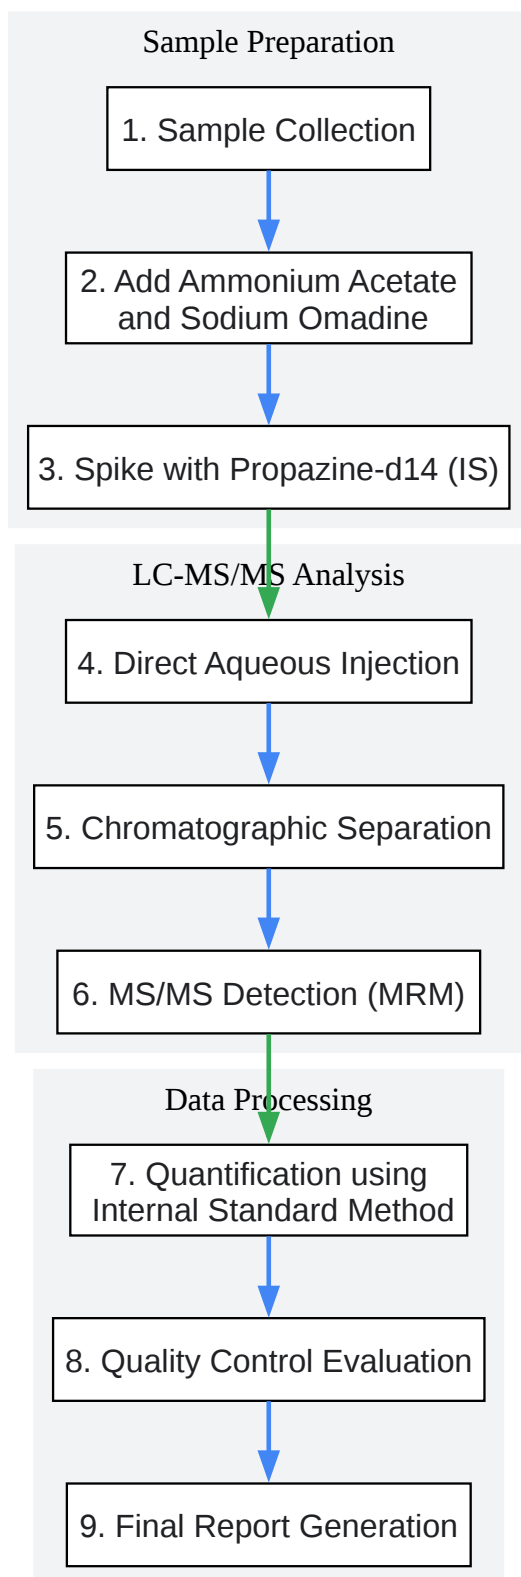 Sample Preparation
1. Sample Collection
2. Add Ammonium Acetate
and Sodium Omadine
3. Spike with Propazine-d14 (IS)
LC-MS/MS Analysis
4. Direct Aqueous Injection
5. Chromatographic Separation
6. MS/MS Detection (MRM)
Data Processing
7. Quantification using
Internal Standard Method
8. Quality Control Evaluation
9. Final Report Generation